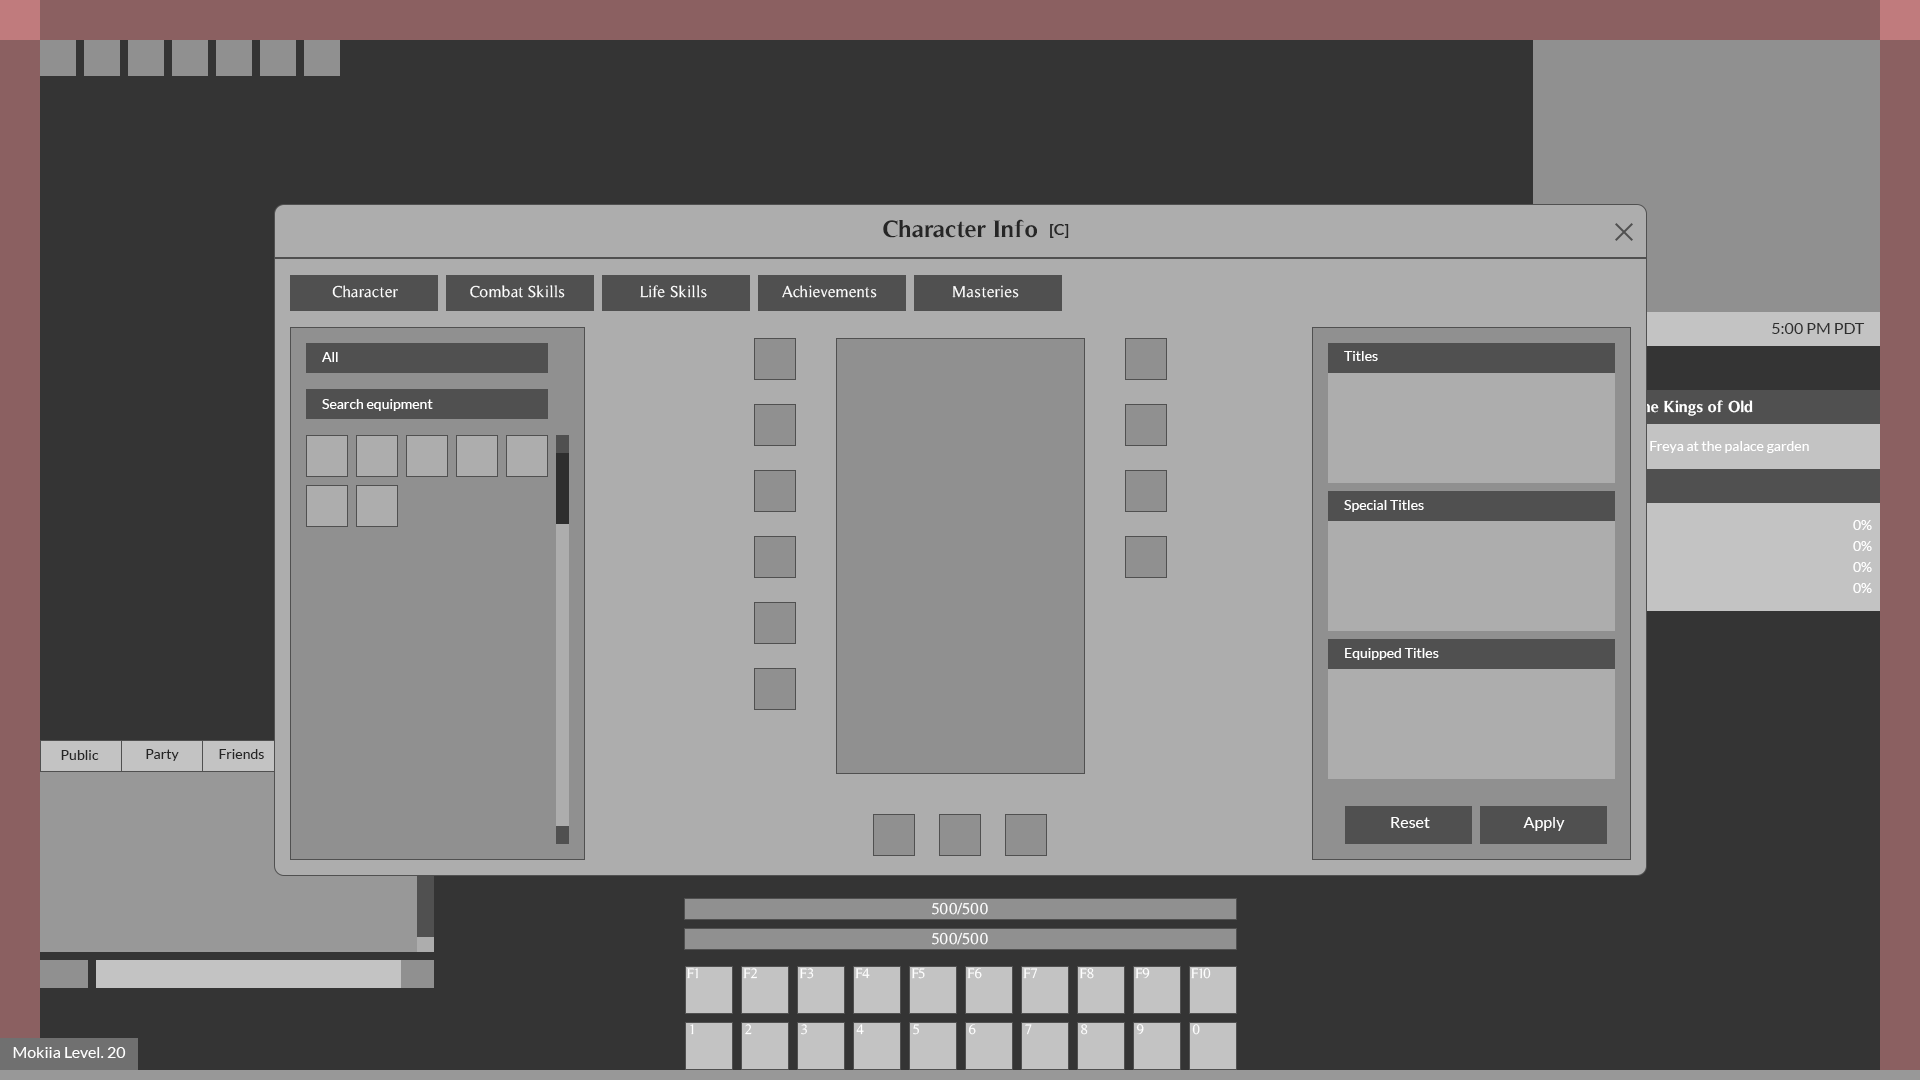 Character Info [C]
Character
Combat Skills
Life Skills
Achievements
Masteries
All
Search equipment
Titles
Special Titles
Equipped Titles
Reset
Apply
5:00 PM PDT
Kings of Old
Freya at the palace garden
0%
0%
0%
0%
Public
Party
Friends
500/500
500/500
F1 F2 F3 F4 F5 F6 F7 F8 F9 F10
1 2 3 4 5 6 7 8 9 0
Mokiia Level. 20